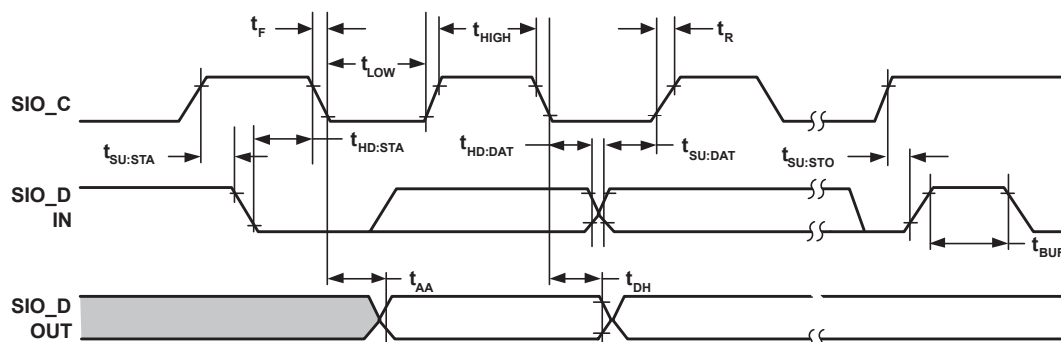 tF
tHIGH
tR
tLOW
SIO_C
tHD:STA
tHD:DAT
tSU:DAT
tSU:STA
tSU:STO
SIO_D
IN
tBUF
tAA
tDH
SIO_D
OUT